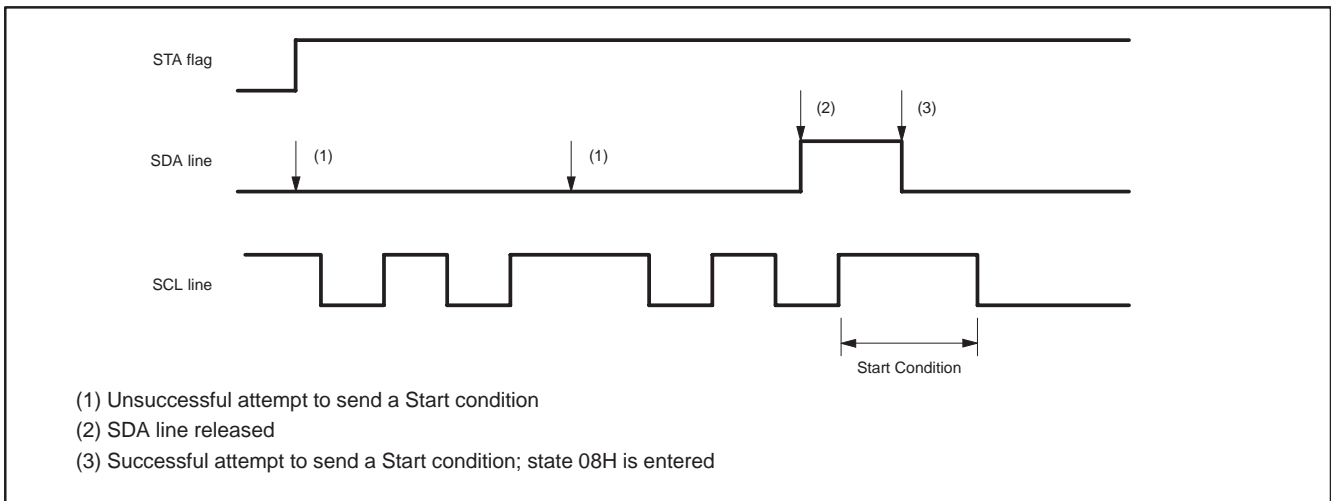 STA flag
(2)
(3)
SDA line
(1)
(1)
SCL line
Start Condition
(1) Unsuccessful attempt to send a Start condition
(2) SDA line released
(3) Successful attempt to send a Start condition; state 08H is entered